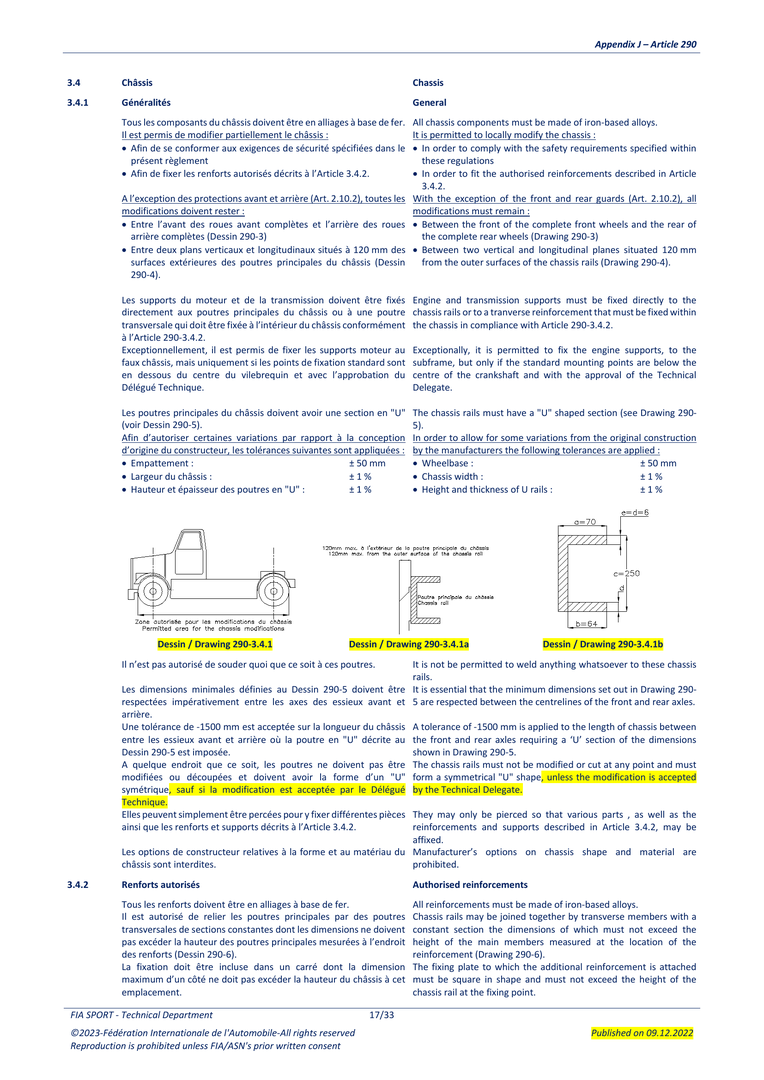 Appendix J – Article 290
3.4 Châssis
3.4.1 Généralités
Tous les composants du châssis doivent être en alliages à base de fer.
Il est permis de modifier partiellement le châssis :
• Afin de se conformer aux exigences de sécurité spécifiées dans le
présent règlement
• Afin de fixer les renforts autorisés décrits à l'Article 3.4.2.
A l'exception des protections avant et arrière (Art. 2.10.2), toutes les
modifications doivent rester :
• Entre l'avant des roues avant complètes et l'arrière des roues
arrière complètes (Dessin 290-3)
• Entre deux plans verticaux et longitudinaux situés à 120 mm des
surfaces extérieures des poutres principales du châssis (Dessin
290-4).
Les supports du moteur et de la transmission doivent être fixés
directement aux poutres principales du châssis ou à une poutre
transversale qui doit être fixée à l'intérieur du châssis conformément
à l'Article 290-3.4.2.
Exceptionnellement, il est permis de fixer les supports moteur au
faux châssis, mais uniquement si les points de fixation standard sont
en dessous du centre du vilebrequin et avec l'approbation du
Délégué Technique.
Les poutres principales du châssis doivent avoir une section en "U"
(voir Dessin 290-5).
Afin d'autoriser certaines variations par rapport à la conception
d'origine du constructeur, les tolérances suivantes sont appliquées :
• Empattement : ± 50 mm
• Largeur du châssis : ± 1 %
• Hauteur et épaisseur des poutres en "U" : ± 1 %
Chassis
General
All chassis components must be made of iron-based alloys.
It is permitted to locally modify the chassis :
• In order to comply with the safety requirements specified within
these regulations
• In order to fit the authorised reinforcements described in Article
3.4.2.
With the exception of the front and rear guards (Art. 2.10.2), all
modifications must remain :
• Between the front of the complete front wheels and the rear of
the complete rear wheels (Drawing 290-3)
• Between two vertical and longitudinal planes situated 120 mm
from the outer surfaces of the chassis rails (Drawing 290-4).
Engine and transmission supports must be fixed directly to the
chassis rails or to a tranverse reinforcement that must be fixed within
the chassis in compliance with Article 290-3.4.2.
Exceptionally, it is permitted to fix the engine supports, to the
subframe, but only if the standard mounting points are below the
centre of the crankshaft and with the approval of the Technical
Delegate.
The chassis rails must have a "U" shaped section (see Drawing 290-
5).
In order to allow for some variations from the original construction
by the manufacturers the following tolerances are applied :
• Wheelbase : ± 50 mm
• Chassis width : ± 1 %
• Height and thickness of U rails : ± 1 %
Zone autorisée pour les modifications du châssis
Permitted area for the chassis modifications
Dessin / Drawing 290-3.4.1
120mm max. à l'extérieur de la poutre principale du châssis
120mm max. from the outer surface of the chassis rail
Poutre principale du châssis
Chassis rail
Dessin / Drawing 290-3.4.1a
e=d=6
a=70
c=250
d
b=64
Dessin / Drawing 290-3.4.1b
Il n'est pas autorisé de souder quoi que ce soit à ces poutres.
Les dimensions minimales définies au Dessin 290-5 doivent être
respectées impérativement entre les axes des essieux avant et
arrière.
Une tolérance de -1500 mm est acceptée sur la longueur du châssis
entre les essieux avant et arrière où la poutre en "U" décrite au
Dessin 290-5 est imposée.
A quelque endroit que ce soit, les poutres ne doivent pas être
modifiées ou découpées et doivent avoir la forme d'un "U"
symétrique, sauf si la modification est acceptée par le Délégué
Technique.
Elles peuvent simplement être percées pour y fixer différentes pièces
ainsi que les renforts et supports décrits à l'Article 3.4.2.
Les options de constructeur relatives à la forme et au matériau du
châssis sont interdites.
It is not be permitted to weld anything whatsoever to these chassis
rails.
It is essential that the minimum dimensions set out in Drawing 290-
5 are respected between the centrelines of the front and rear axles.
A tolerance of -1500 mm is applied to the length of chassis between
the front and rear axles requiring a 'U' section of the dimensions
shown in Drawing 290-5.
The chassis rails must not be modified or cut at any point and must
form a symmetrical "U" shape, unless the modification is accepted
by the Technical Delegate.
They may only be pierced so that various parts , as well as the
reinforcements and supports described in Article 3.4.2, may be
affixed.
Manufacturer's options on chassis shape and material are
prohibited.
3.4.2 Renforts autorisés
Tous les renforts doivent être en alliages à base de fer.
Il est autorisé de relier les poutres principales par des poutres
transversales de sections constantes dont les dimensions ne doivent
pas excéder la hauteur des poutres principales mesurées à l'endroit
des renforts (Dessin 290-6).
La fixation doit être incluse dans un carré dont la dimension
maximum d'un côté ne doit pas excéder la hauteur du châssis à cet
emplacement.
Authorised reinforcements
All reinforcements must be made of iron-based alloys.
Chassis rails may be joined together by transverse members with a
constant section the dimensions of which must not exceed the
height of the main members measured at the location of the
reinforcement (Drawing 290-6).
The fixing plate to which the additional reinforcement is attached
must be square in shape and must not exceed the height of the
chassis rail at the fixing point.
FIA SPORT - Technical Department 17/33
©2023-Fédération Internationale de l'Automobile-All rights reserved
Reproduction is prohibited unless FIA/ASN's prior written consent
Published on 09.12.2022